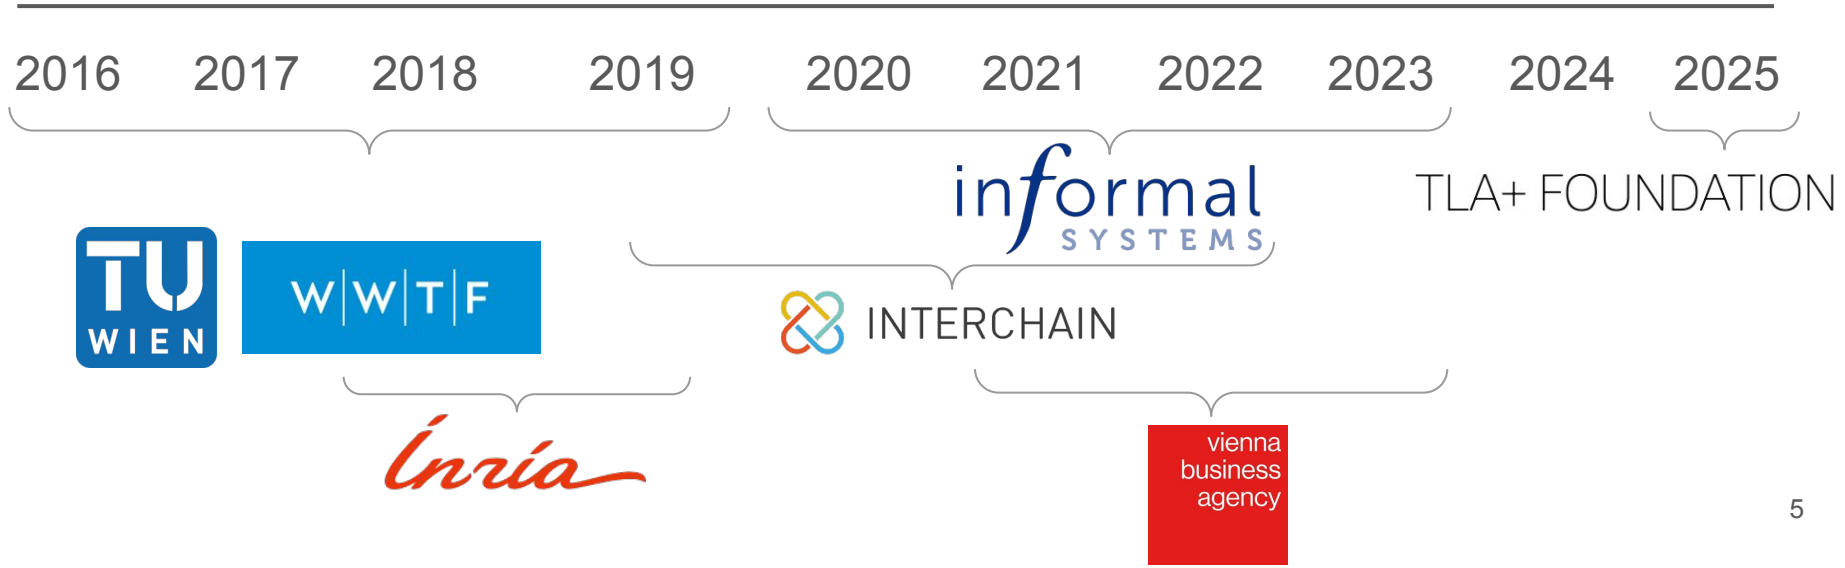 2016 2017 2018 2019 2020 2021 2022 2023 2024 2025
informal
SYSTEMS
TLA+ FOUNDATION
TU
WIEN
W|W|T|F
INTERCHAIN
Inría
vienna
business
agency
5